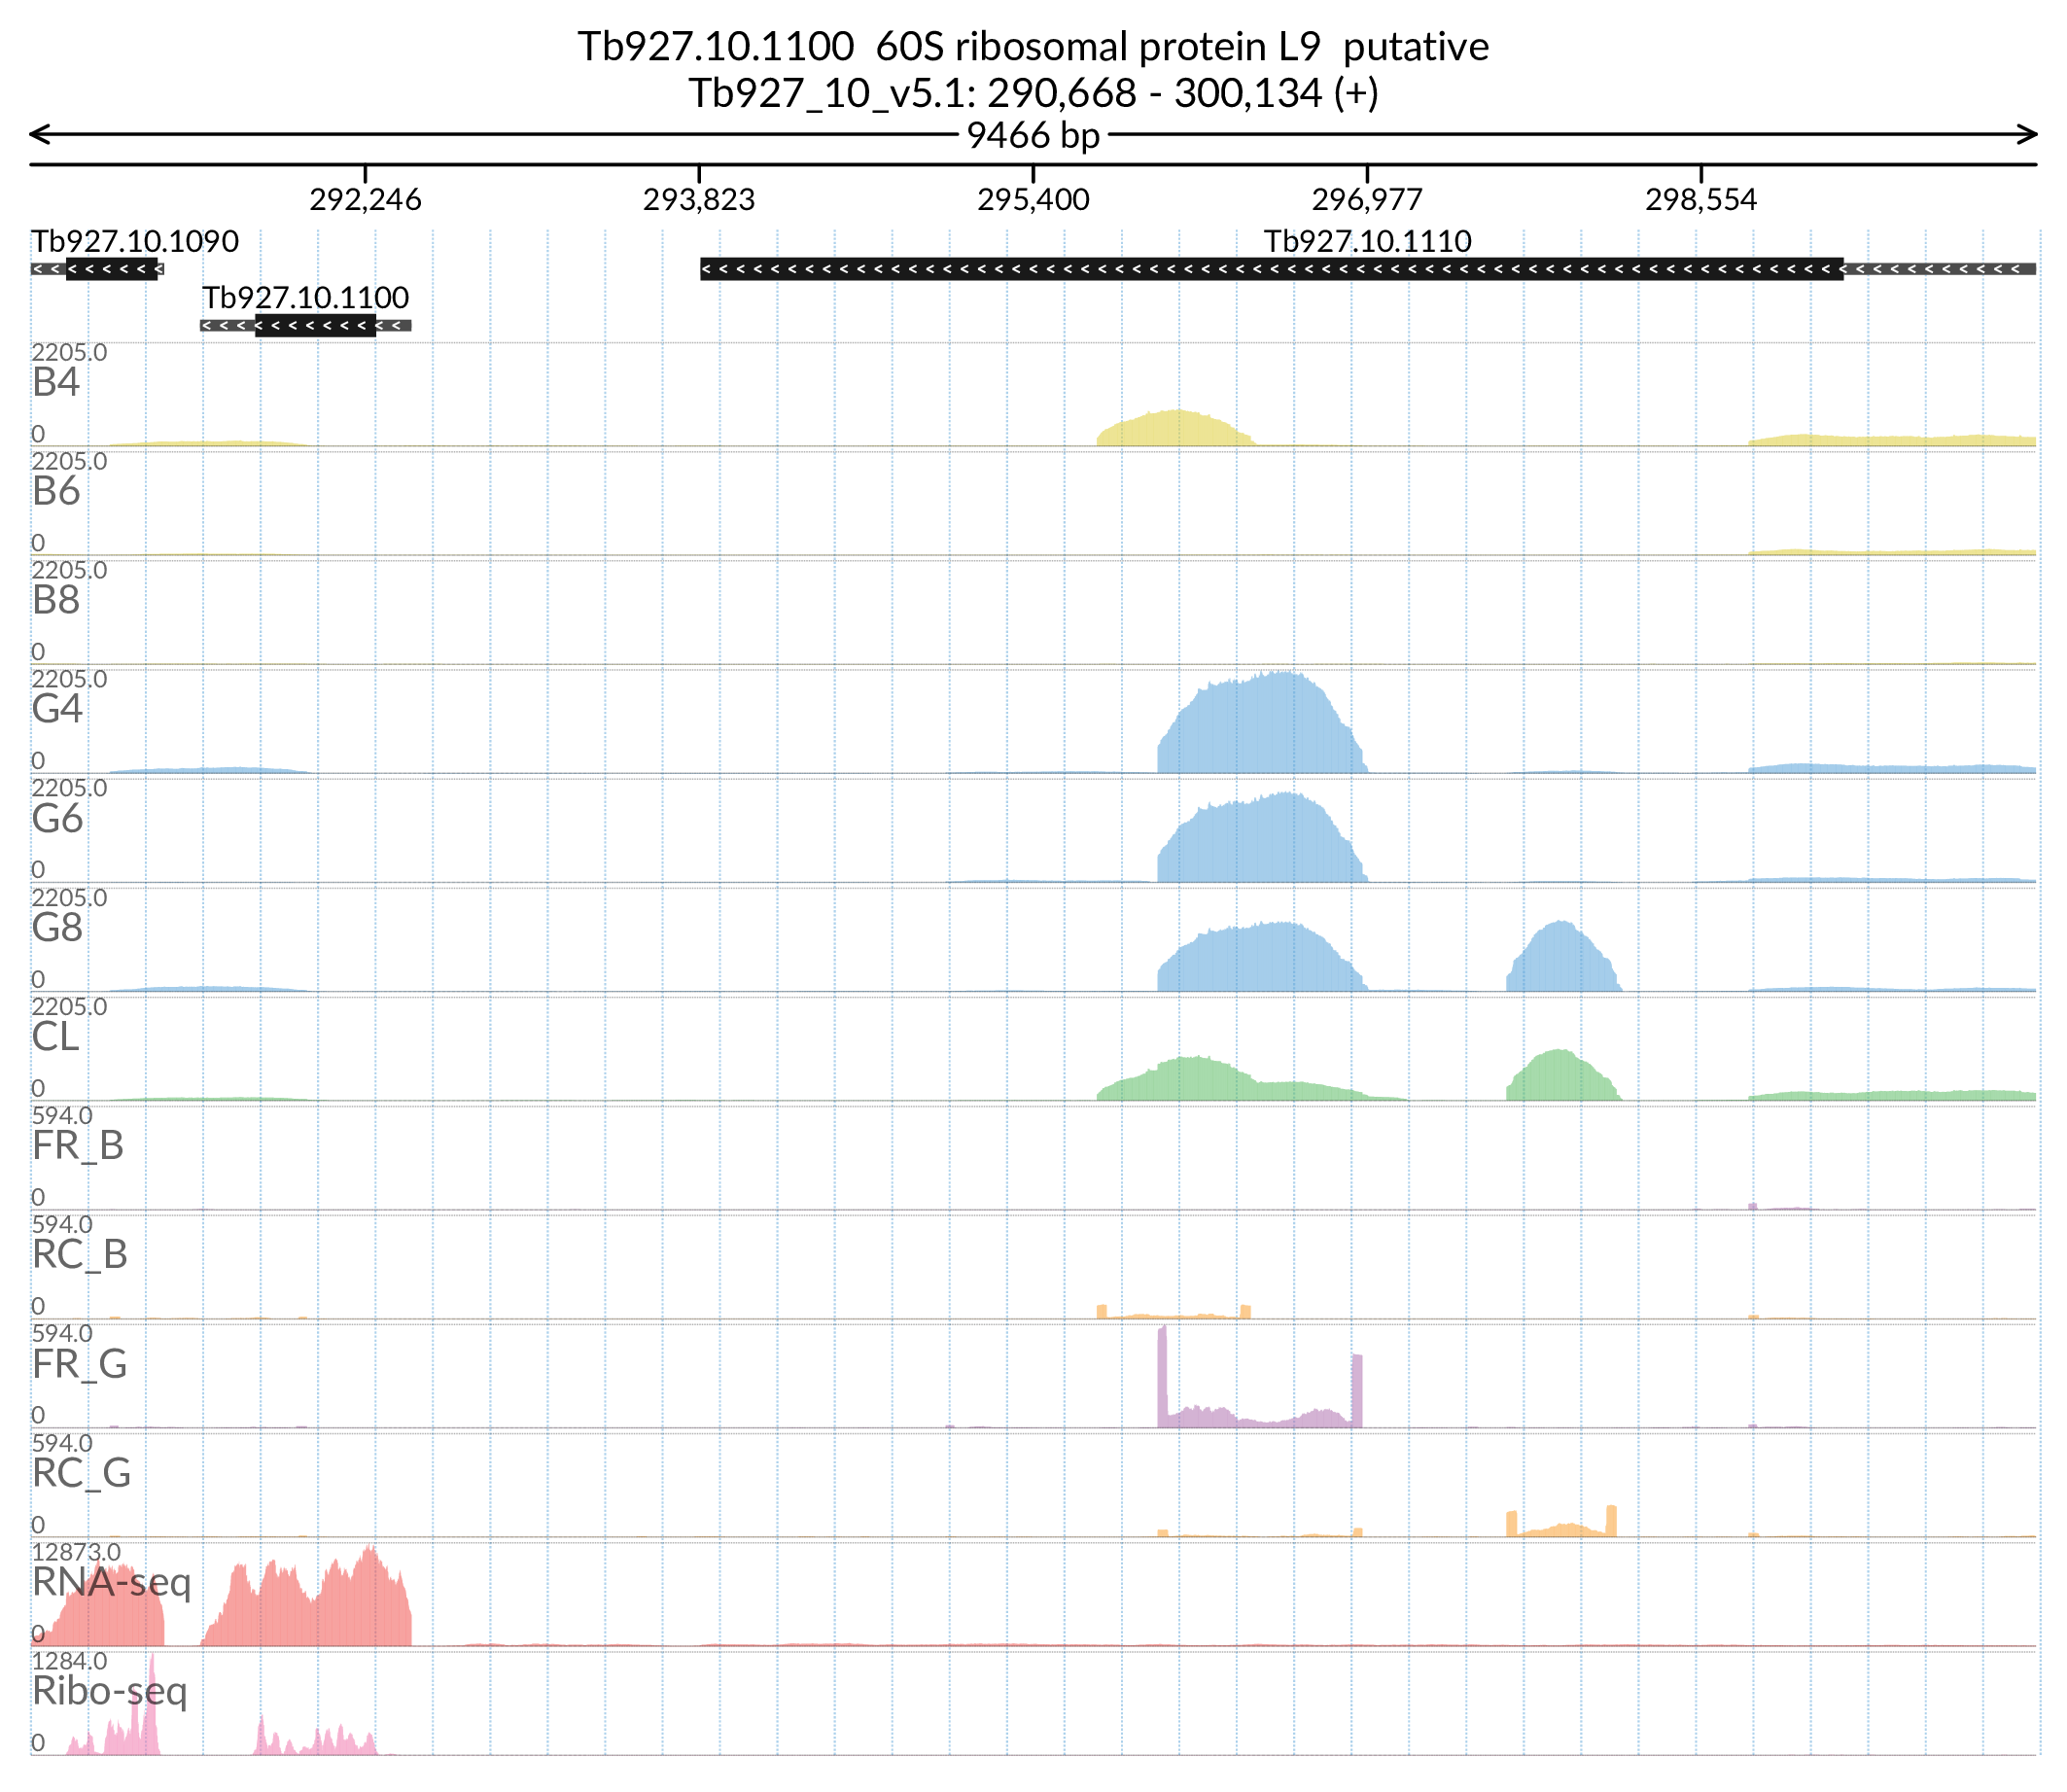 Tb927.10.1100 60S ribosomal protein L9 putative
Tb927_10_v5.1: 290,668 - 300,134 (+)
9466 bp
292,246 293,823 295,400 296,977 298,554
Tb927.10.1090 Tb927.10.1110
Tb927.10.1100
2205.0
B4
0
2205.0
B6
0
2205.0
B8
0
2205.0
G4
0
2205.0
G6
0
2205.0
G8
0
2205.0
CL
0
594.0
FR_B
0
594.0
RC_B
0
594.0
FR_G
0
594.0
RC_G
0
12873.0
RNA-seq
0
1284.0
Ribo-seq
0